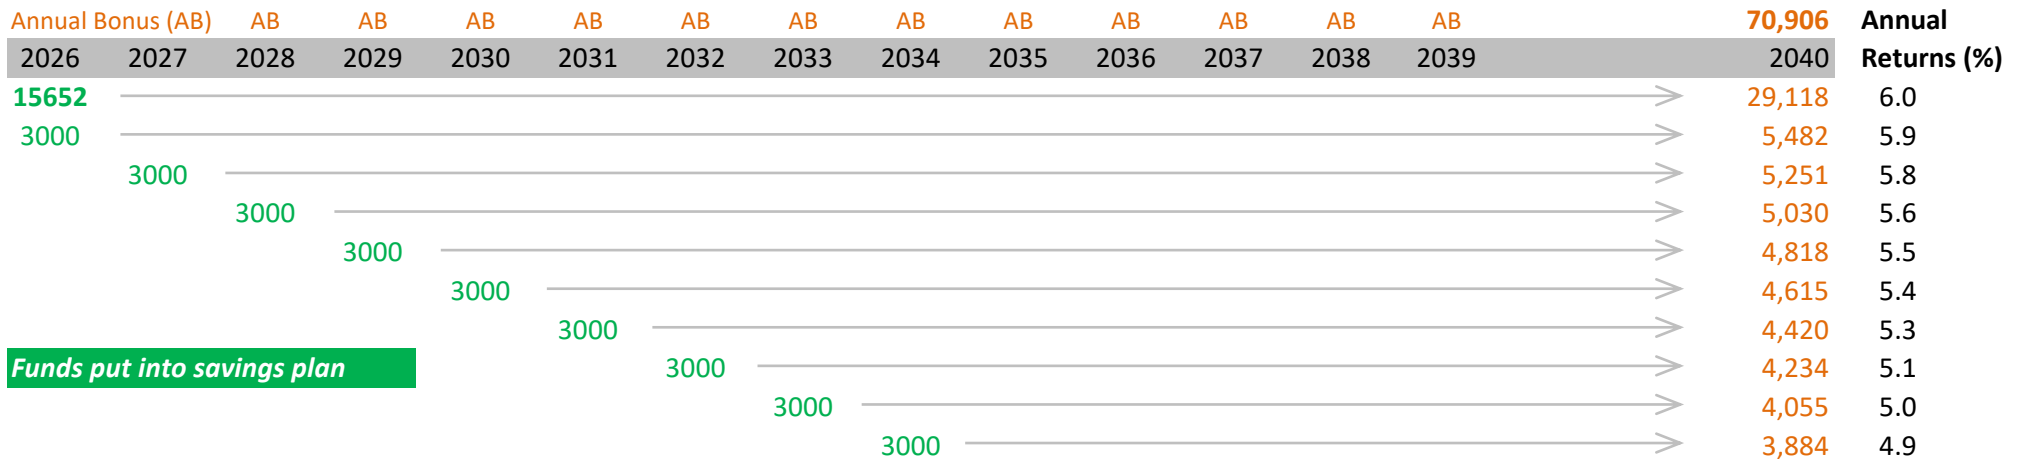 Annual Bonus (AB) AB AB AB AB AB AB AB AB AB AB AB AB 70,906 Annual
2026 2027 2028 2029 2030 2031 2032 2033 2034 2035 2036 2037 2038 2039 2040 Returns (%)
15652 29,118 6.0
3000 5,482 5.9
3000 5,251 5.8
3000 5,030 5.6
3000 4,818 5.5
3000 4,615 5.4
3000 4,420 5.3
Funds put into savings plan 3000 4,234 5.1
3000 4,055 5.0
3000 3,884 4.9